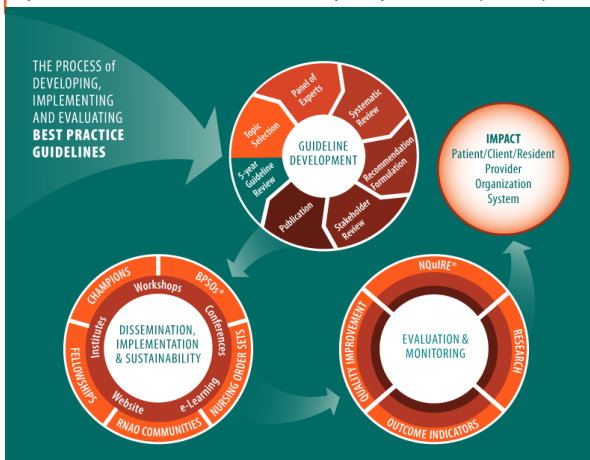 THE PROCESS of
DEVELOPING,
IMPLEMENTING
AND EVALUATING
BEST PRACTICE
GUIDELINES
GUIDELINE
DEVELOPMENT
Topic
Selection
Panel of
Experts
Systematic
Review
Recommendation
Formulation
Stakeholder
Review
Publication
5-year
Guideline
Review
IMPACT
Patient/Client/Resident
Provider
Organization
System
DISSEMINATION,
IMPLEMENTATION
& SUSTAINABILITY
CHAMPIONS
BPSOs®
NURSING ORDER SETS
RNAO COMMUNITIES
FELLOWSHIPS
Workshops
Conferences
e-Learning
Website
Institutes
EVALUATION &
MONITORING
NQuIRE®
RESEARCH
OUTCOME INDICATORS
QUALITY IMPROVEMENT